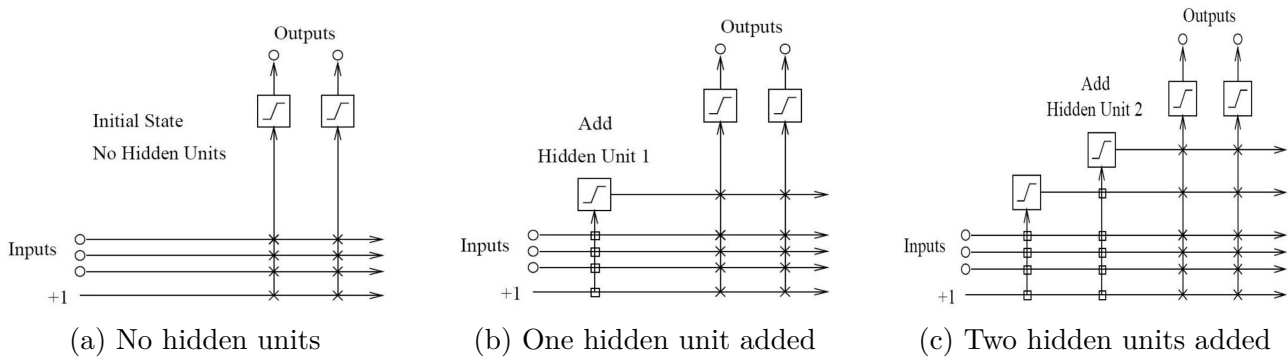 Outputs
Initial State
No Hidden Units
Inputs
+1
(a) No hidden units
Outputs
Add
Hidden Unit 1
Inputs
+1
(b) One hidden unit added
Outputs
Add
Hidden Unit 2
Inputs
+1
(c) Two hidden units added